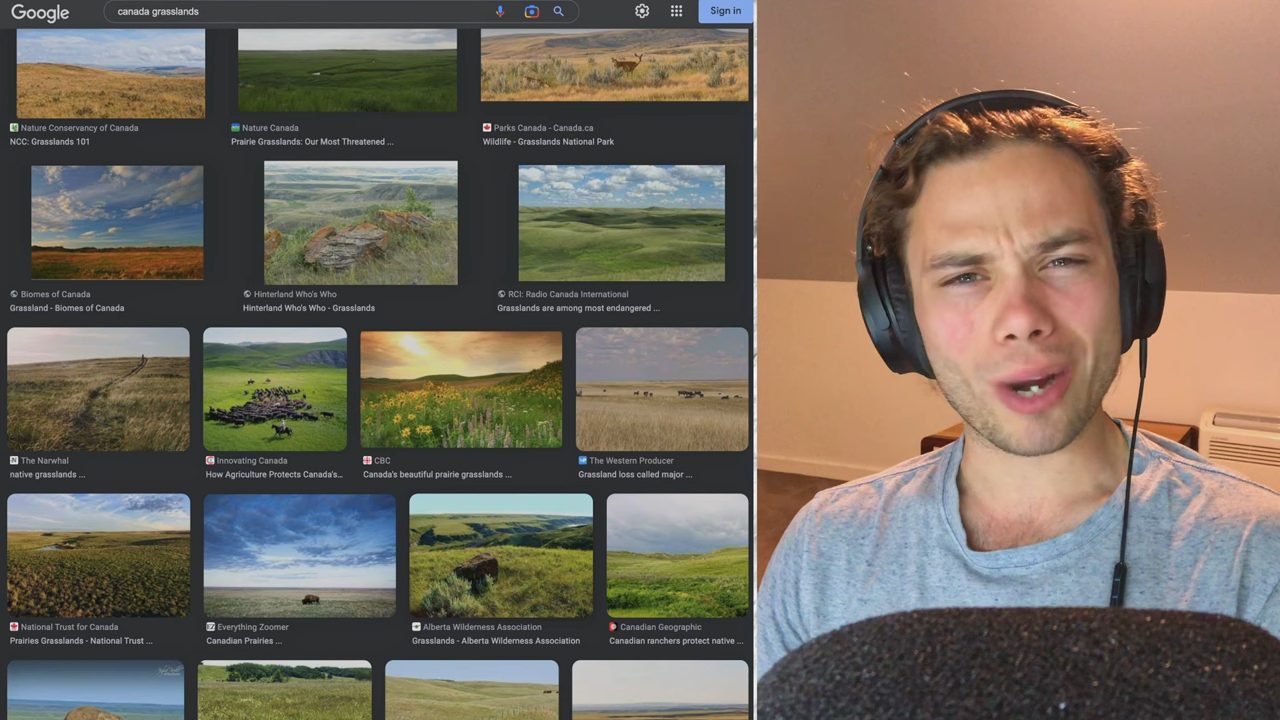 Google
canada grasslands
Sign in
Nature Conservancy of Canada
NCC: Grasslands 101
Nature Canada
Prairie Grasslands: Our Most Threatened ...
Parks Canada - Canada.ca
Wildlife - Grasslands National Park
Biomes of Canada
Grassland - Biomes of Canada
Hinterland Who's Who
Hinterland Who's Who - Grasslands
RCI: Radio Canada International
Grasslands are among most endangered ...
The Narwhal
native grasslands ...
Innovating Canada
How Agriculture Protects Canada's...
CBC
Canada's beautiful prairie grasslands ...
The Western Producer
Grassland loss called major ...
National Trust for Canada
Prairies Grasslands - National Trust ...
Everything Zoomer
Canadian Prairies ...
Alberta Wilderness Association
Grasslands - Alberta Wilderness Association
Canadian Geographic
Canadian ranchers protect native ...